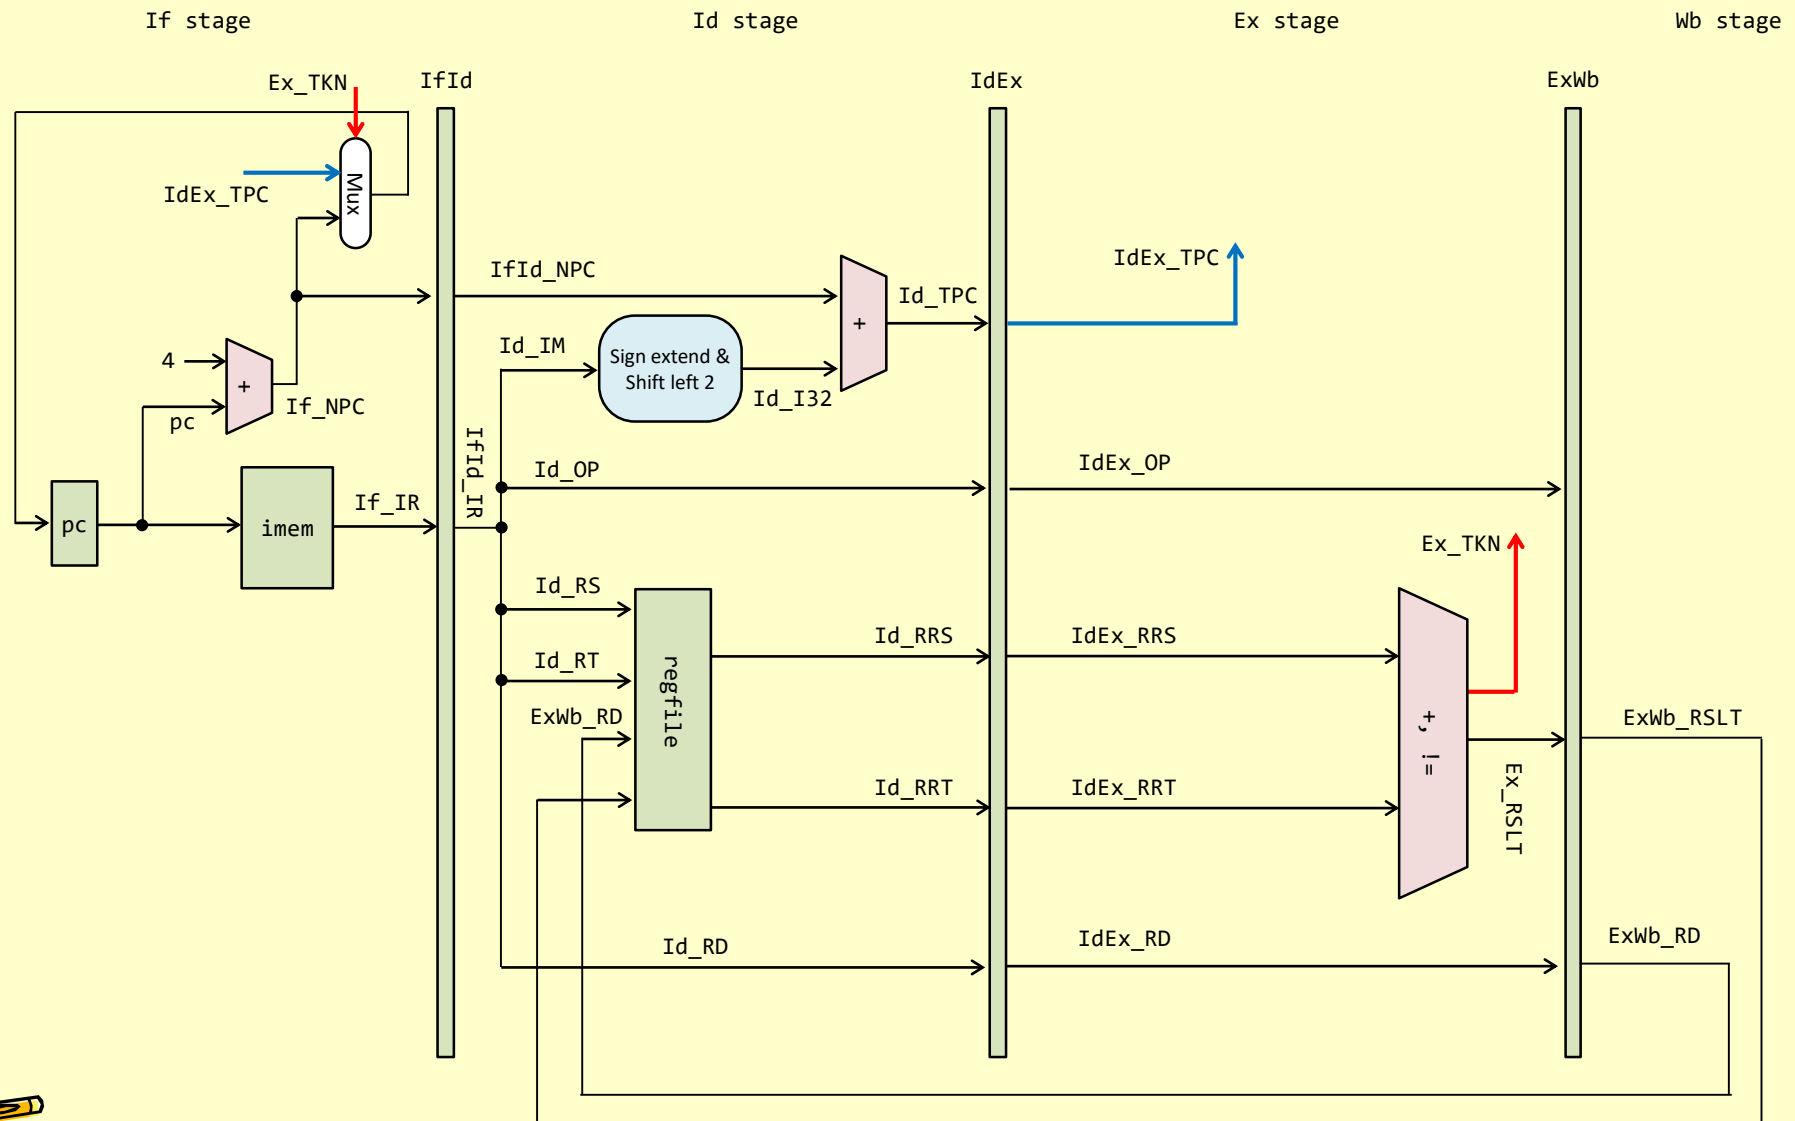 If stage
Id stage
Ex stage
Wb stage
Ex_TKN
IfId
IdEx
ExWb
Mux
IdEx_TPC
IfId_NPC
Id_TPC
IdEx_TPC
4
+
pc
If_NPC
Id_IM
Sign extend &
Shift left 2
Id_I32
+
IfId_IR
Id_OP
IdEx_OP
pc
imem
If_IR
Ex_TKN
Id_RS
Id_RT
ExWb_RD
regfile
Id_RRS
IdEx_RRS
Id_RRT
IdEx_RRT
+, !=
Ex_RSLT
ExWb_RSLT
Id_RD
IdEx_RD
ExWb_RD